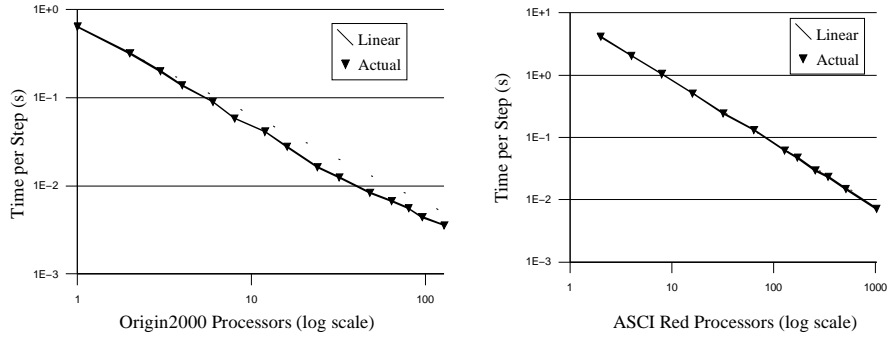 1E+0
1E−1
1E−2
1E−3
Time per Step (s)
Linear
Actual
1
10
100
Origin2000 Processors (log scale)
1E+1
1E+0
1E−1
1E−2
1E−3
Time per Step (s)
Linear
Actual
1
10
100
1000
ASCI Red Processors (log scale)